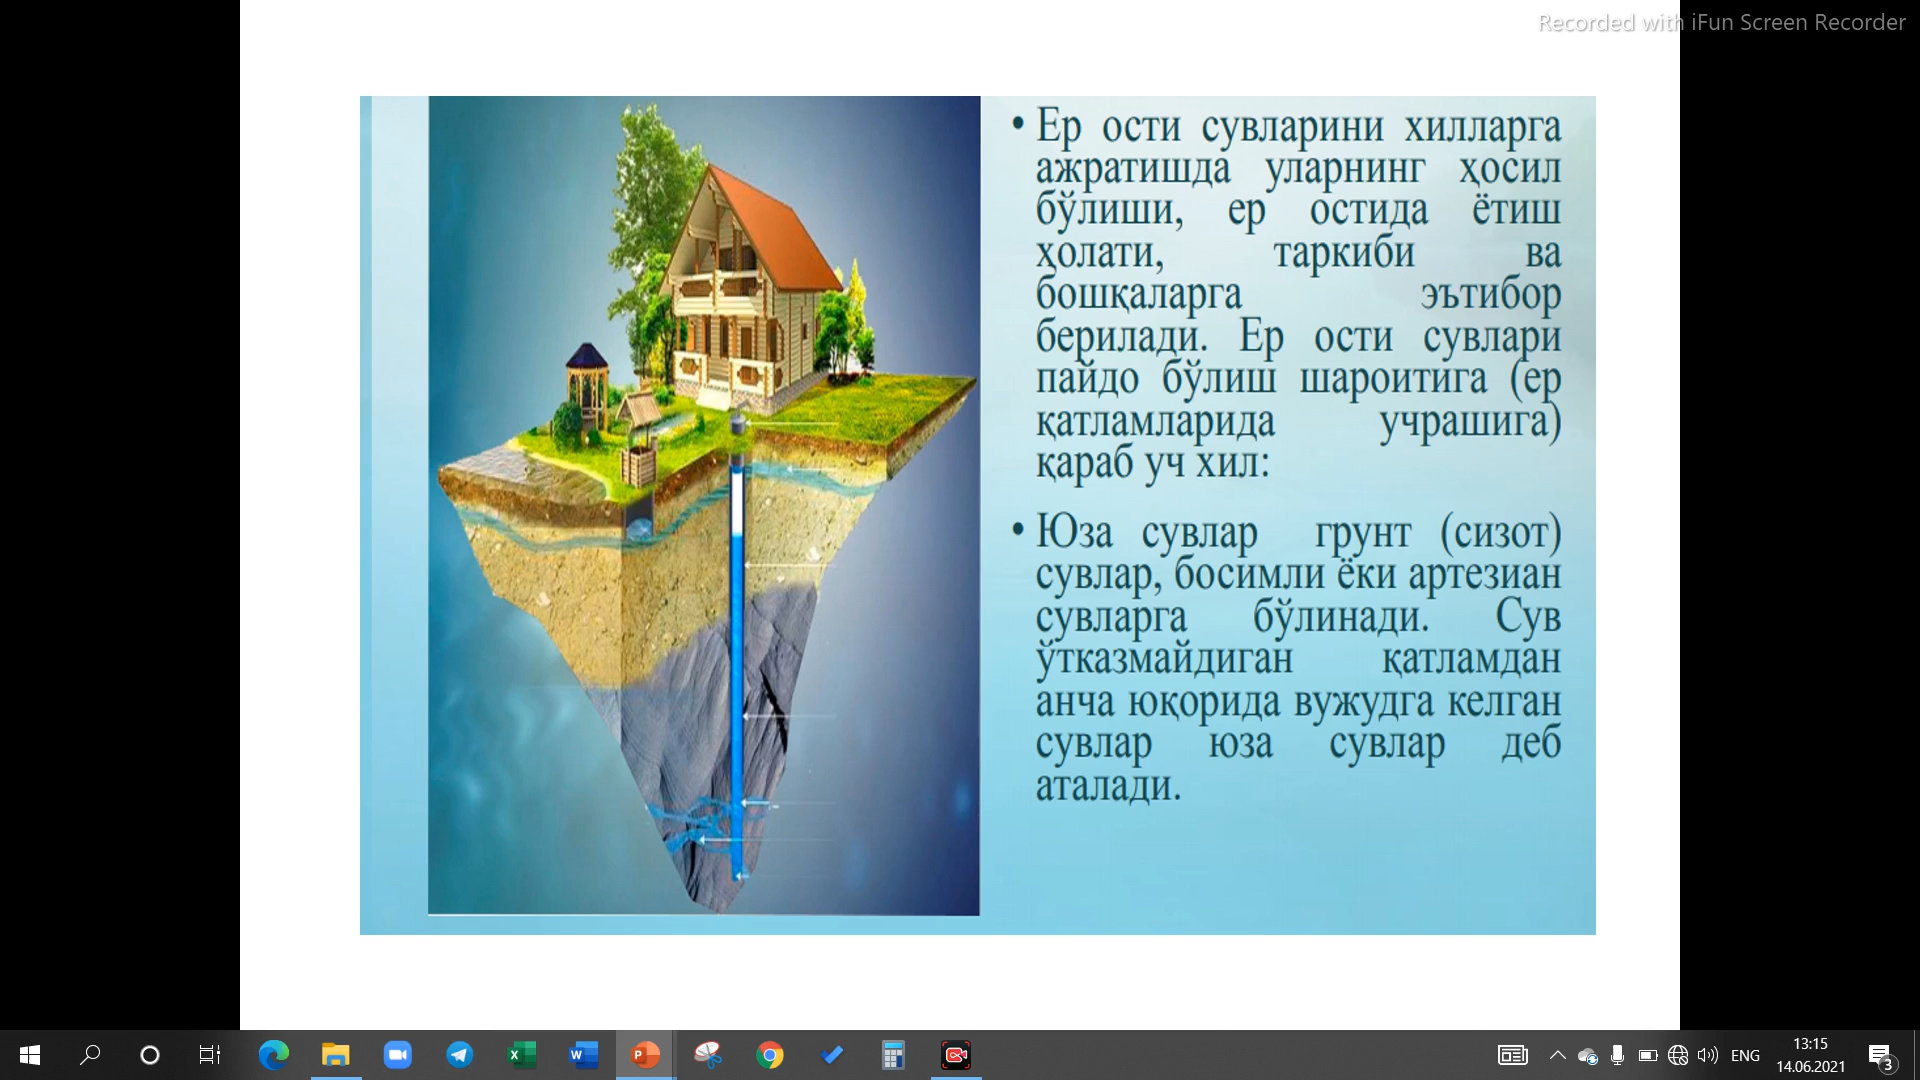 Recorded with iFun Screen Recorder
• Ер ости сувларини хилларга
ажратишда уларнинг ҳосил
бўлиши, ер остида ётиш
ҳолати, таркиби ва
бошқаларга эътибор
берилади. Ер ости сувлари
пайдо бўлиш шароитига (ер
қатламларида учрашига)
қараб уч хил:
• Юза сувлар грунт (сизот)
сувлар, босимли ёки артезиан
сувларга бўлинади. Сув
ўтказмайдиган қатламдан
анча юқорида вужудга келган
сувлар юза сувлар деб
аталади.
ENG
13:15
14.06.2021
3